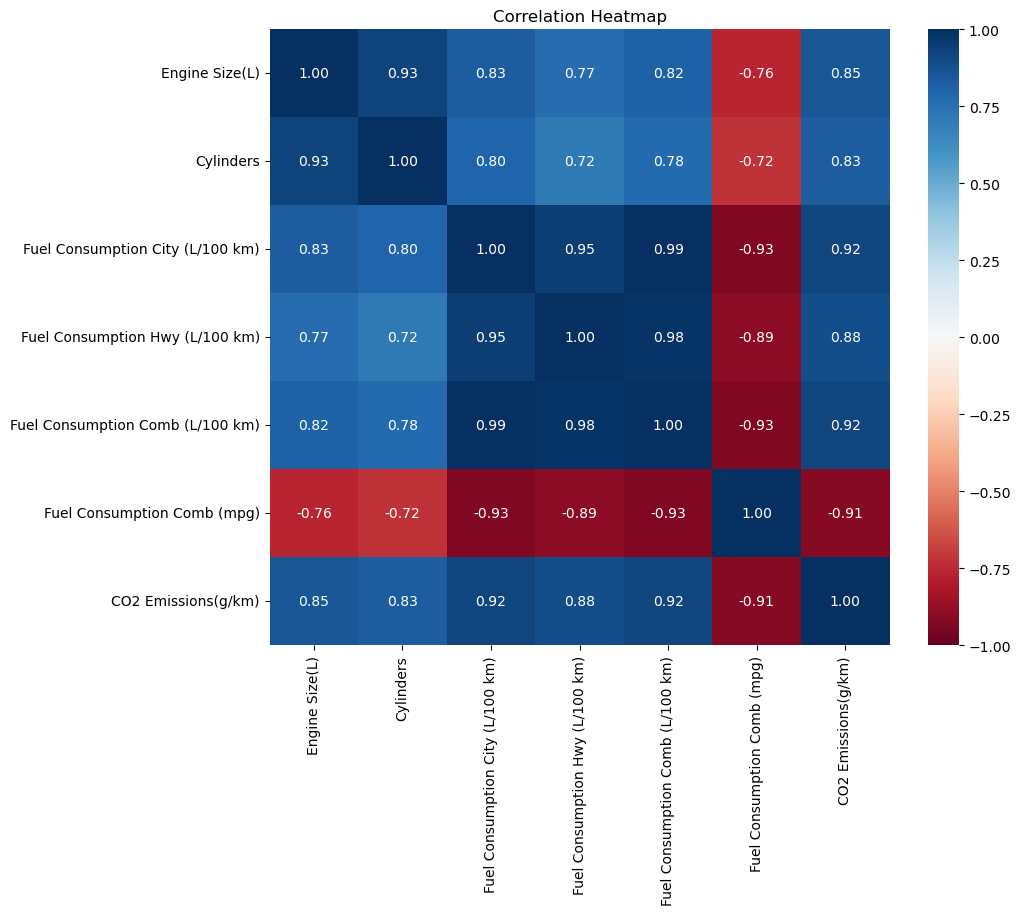 Correlation Heatmap
Engine Size(L) 1.00 0.93 0.83 0.77 0.82 -0.76 0.85
Cylinders 0.93 1.00 0.80 0.72 0.78 -0.72 0.83
Fuel Consumption City (L/100 km) 0.83 0.80 1.00 0.95 0.99 -0.93 0.92
Fuel Consumption Hwy (L/100 km) 0.77 0.72 0.95 1.00 0.98 -0.89 0.88
Fuel Consumption Comb (L/100 km) 0.82 0.78 0.99 0.98 1.00 -0.93 0.92
Fuel Consumption Comb (mpg) -0.76 -0.72 -0.93 -0.89 -0.93 1.00 -0.91
CO2 Emissions(g/km) 0.85 0.83 0.92 0.88 0.92 -0.91 1.00
Engine Size(L)
Cylinders
Fuel Consumption City (L/100 km)
Fuel Consumption Hwy (L/100 km)
Fuel Consumption Comb (L/100 km)
Fuel Consumption Comb (mpg)
CO2 Emissions(g/km)
1.00
0.75
0.50
0.25
0.00
−0.25
−0.50
−0.75
−1.00